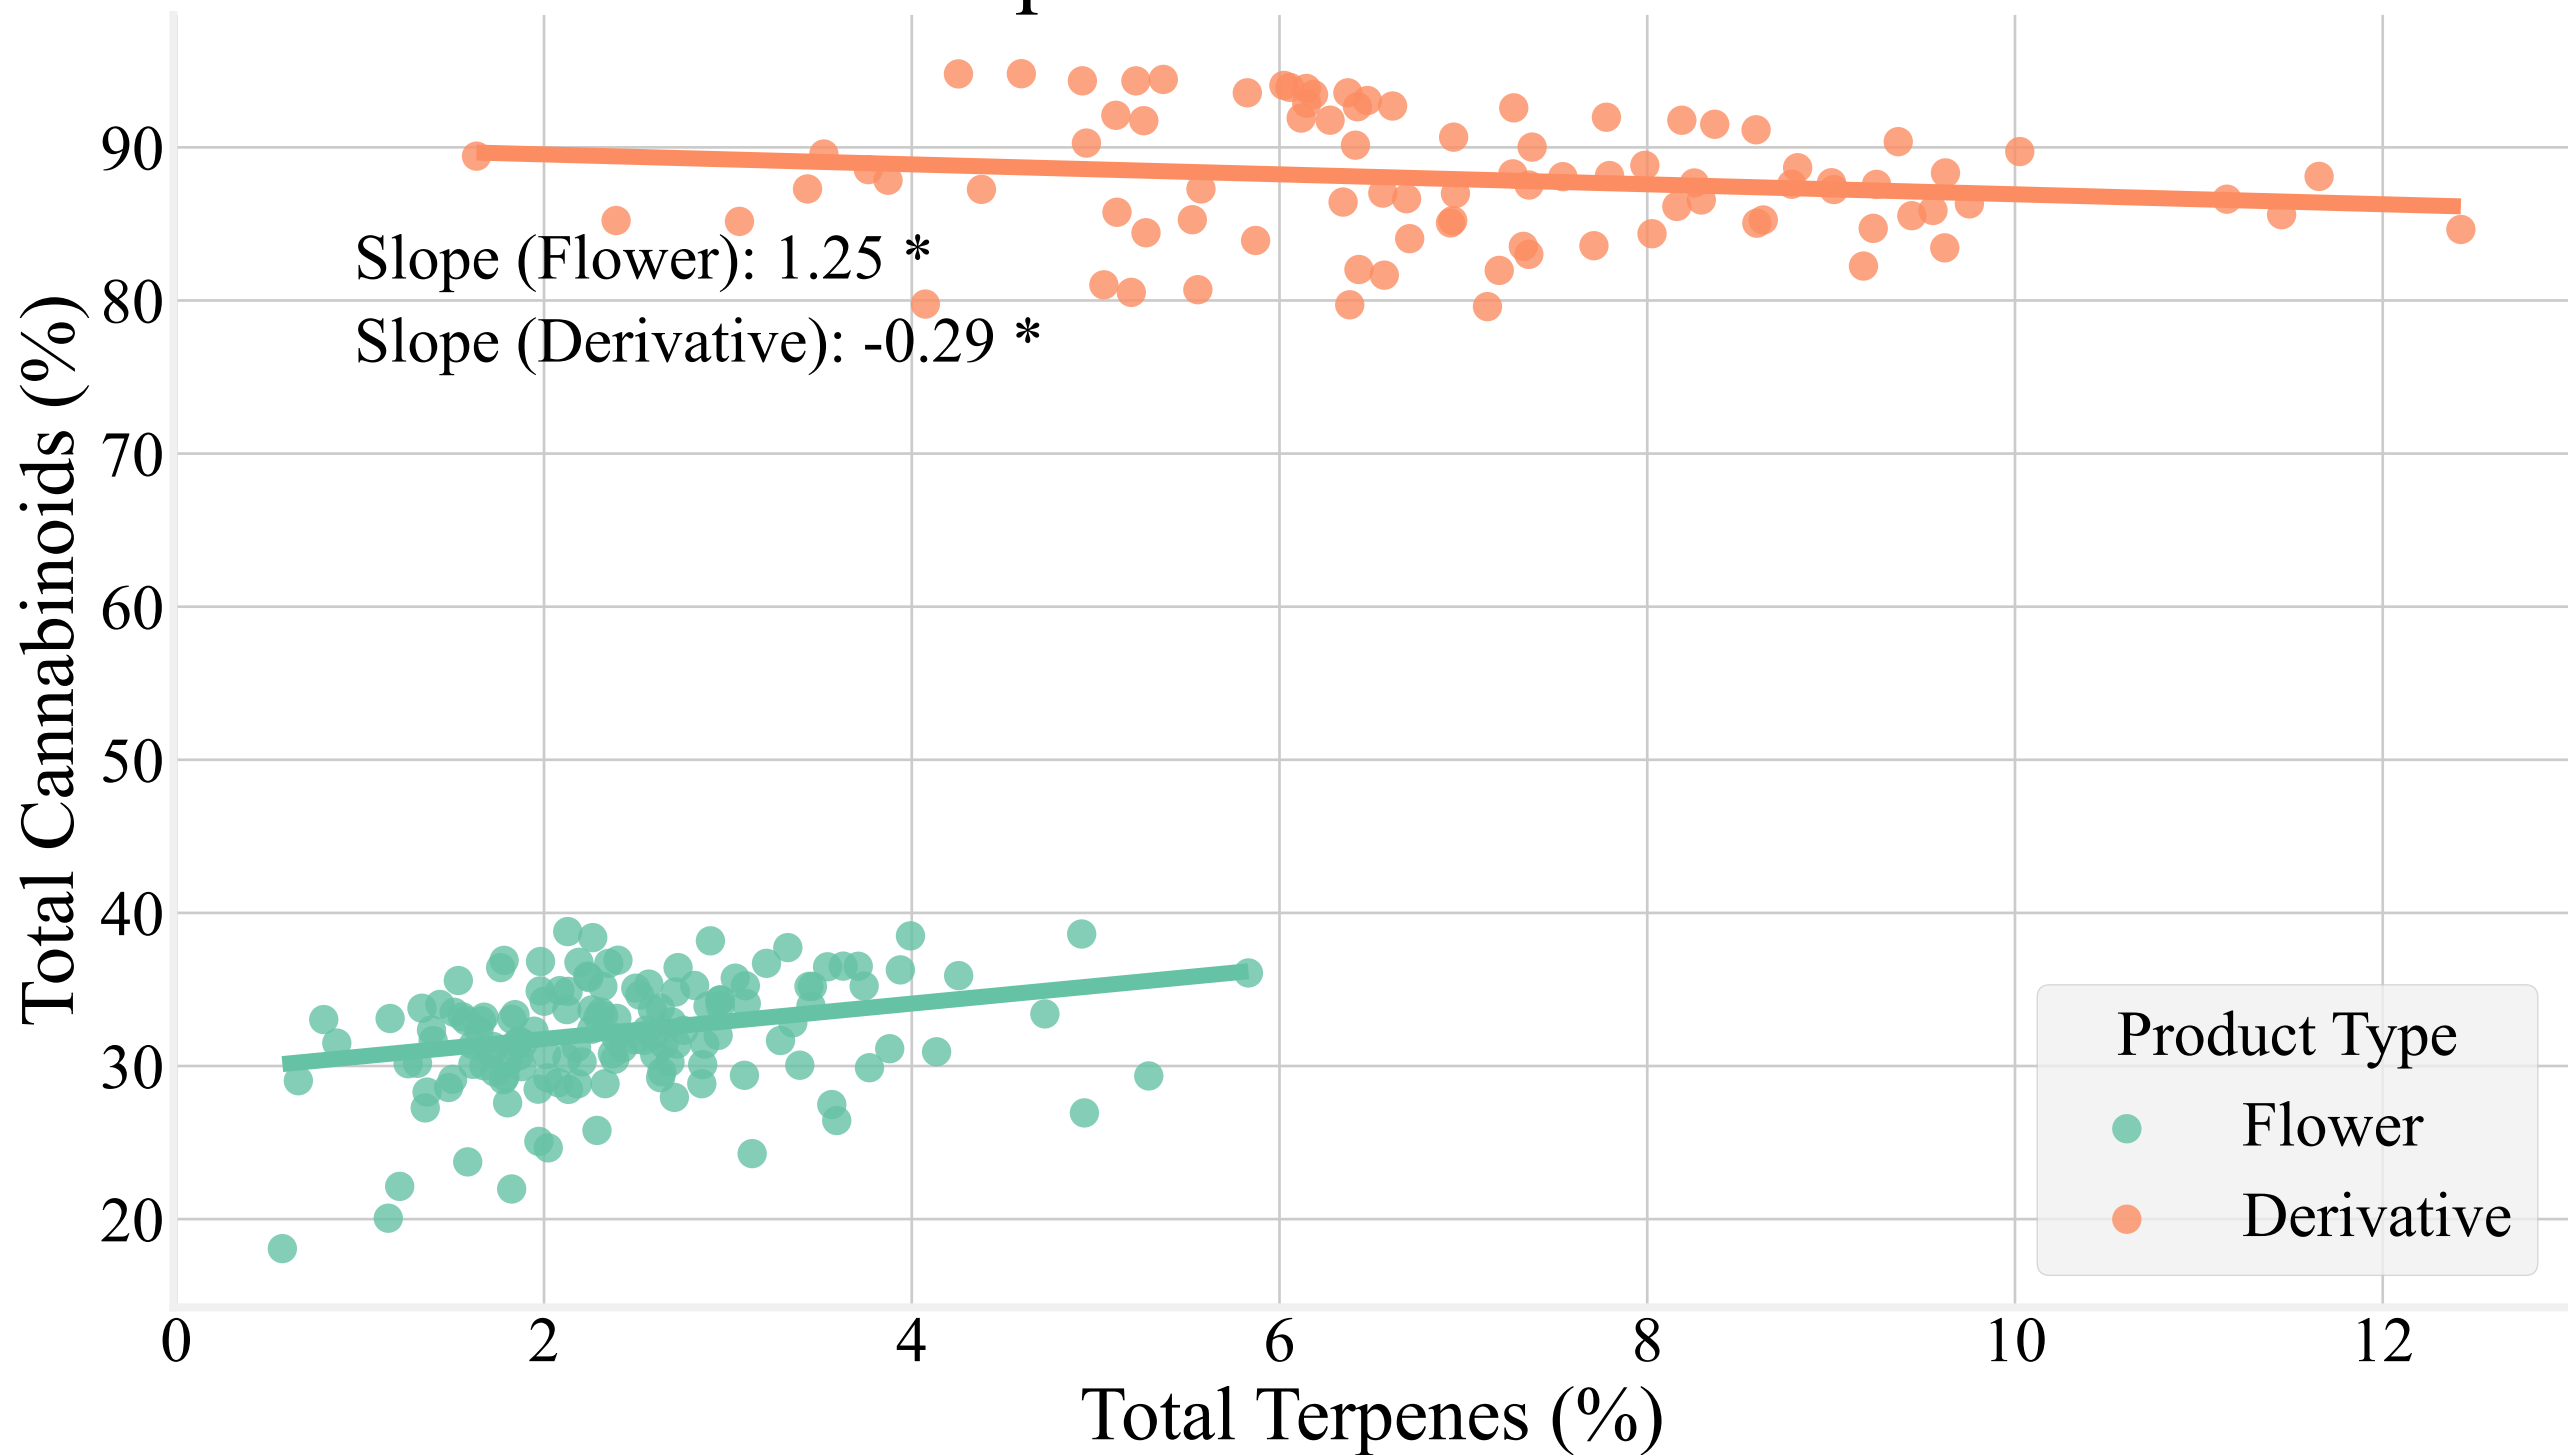 Total Cannabinoids (%)
90
80
70
60
50
40
30
20
Slope (Flower): 1.25 *
Slope (Derivative): -0.29 *
Product Type
Flower
Derivative
0 2 4 6 8 10 12
Total Terpenes (%)